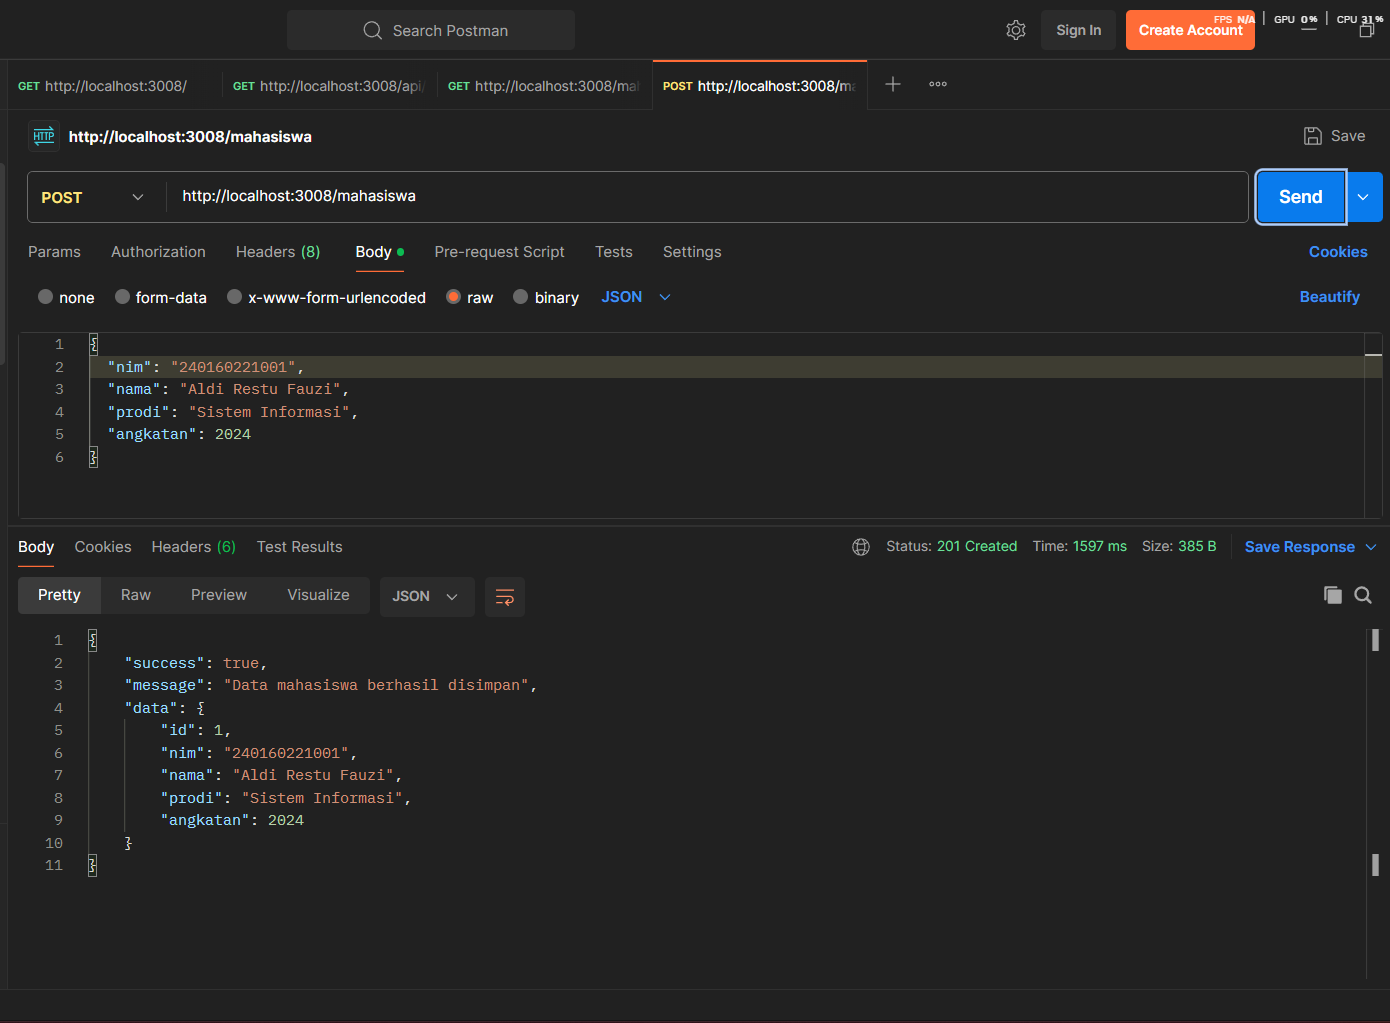 Search Postman
Sign In
Create Account
FPS N/A
GPU 0%
CPU 31%
GET http://localhost:3008/
GET http://localhost:3008/api/
GET http://localhost:3008/mal
POST http://localhost:3008/ma
HTTP http://localhost:3008/mahasiswa
Save
POST http://localhost:3008/mahasiswa
Send
Params Authorization Headers (8) Body Pre-request Script Tests Settings Cookies
none form-data x-www-form-urlencoded raw binary JSON Beautify
1 {
2 "nim": "240160221001",
3 "nama": "Aldi Restu Fauzi",
4 "prodi": "Sistem Informasi",
5 "angkatan": 2024
6 }
Body Cookies Headers (6) Test Results Status: 201 Created Time: 1597 ms Size: 385 B Save Response
Pretty Raw Preview Visualize JSON
1 {
2 "success": true,
3 "message": "Data mahasiswa berhasil disimpan",
4 "data": {
5 "id": 1,
6 "nim": "240160221001",
7 "nama": "Aldi Restu Fauzi",
8 "prodi": "Sistem Informasi",
9 "angkatan": 2024
10 }
11 }